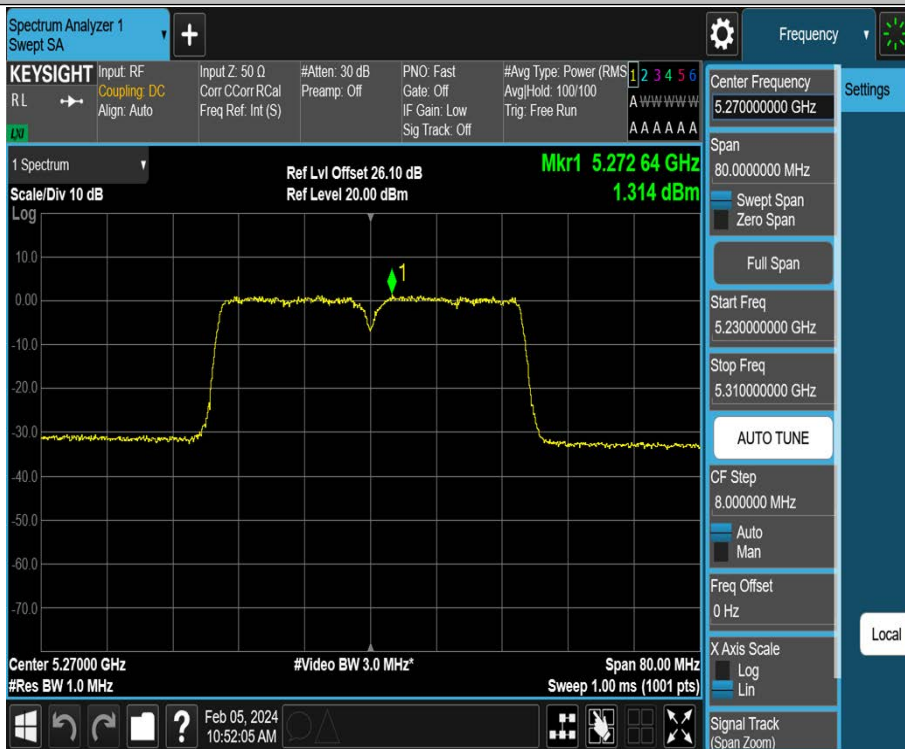 Spectrum Analyzer 1
Swept SA
Frequency
KEYSIGHT
RL
LXI
Input: RF
Coupling: DC
Align: Auto
Input Z: 50 Ω
Corr CCorr RCal
Freq Ref: Int (S)
#Atten: 30 dB
Preamp: Off
PNO: Fast
Gate: Off
IF Gain: Low
Sig Track: Off
#Avg Type: Power (RMS
Avg|Hold: 100/100
Trig: Free Run
1 2 3 4 5 6
A W W W W W
A A A A A A
1 Spectrum
Scale/Div 10 dB
Log
Ref Lvl Offset 26.10 dB
Ref Level 20.00 dBm
Mkr1 5.272 64 GHz
1.314 dBm
10.0
0.00
-10.0
-20.0
-30.0
-40.0
-50.0
-60.0
-70.0
1
Center 5.27000 GHz
#Res BW 1.0 MHz
#Video BW 3.0 MHz*
Span 80.00 MHz
Sweep 1.00 ms (1001 pts)
Center Frequency
5.270000000 GHz
Span
80.0000000 MHz
Swept Span
Zero Span
Full Span
Start Freq
5.230000000 GHz
Stop Freq
5.310000000 GHz
AUTO TUNE
CF Step
8.000000 MHz
Auto
Man
Freq Offset
0 Hz
X Axis Scale
Log
Lin
Signal Track
(Span Zoom)
Settings
Local
?
Feb 05, 2024
10:52:05 AM